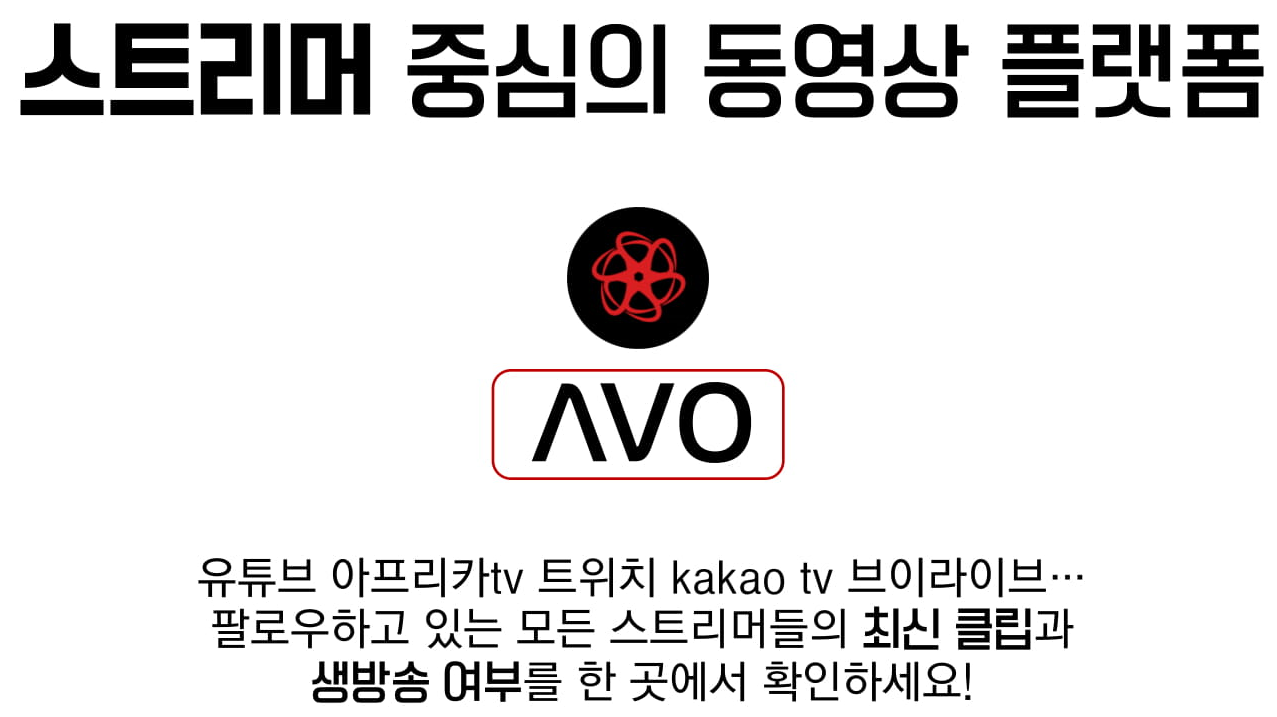 스트리머 중심의 동영상 플랫폼
AVO
유튜브 아프리카tv 트위치 kakao tv 브이라이브…
팔로우하고 있는 모든 스트리머들의 최신 클립과
생방송 여부를 한 곳에서 확인하세요!